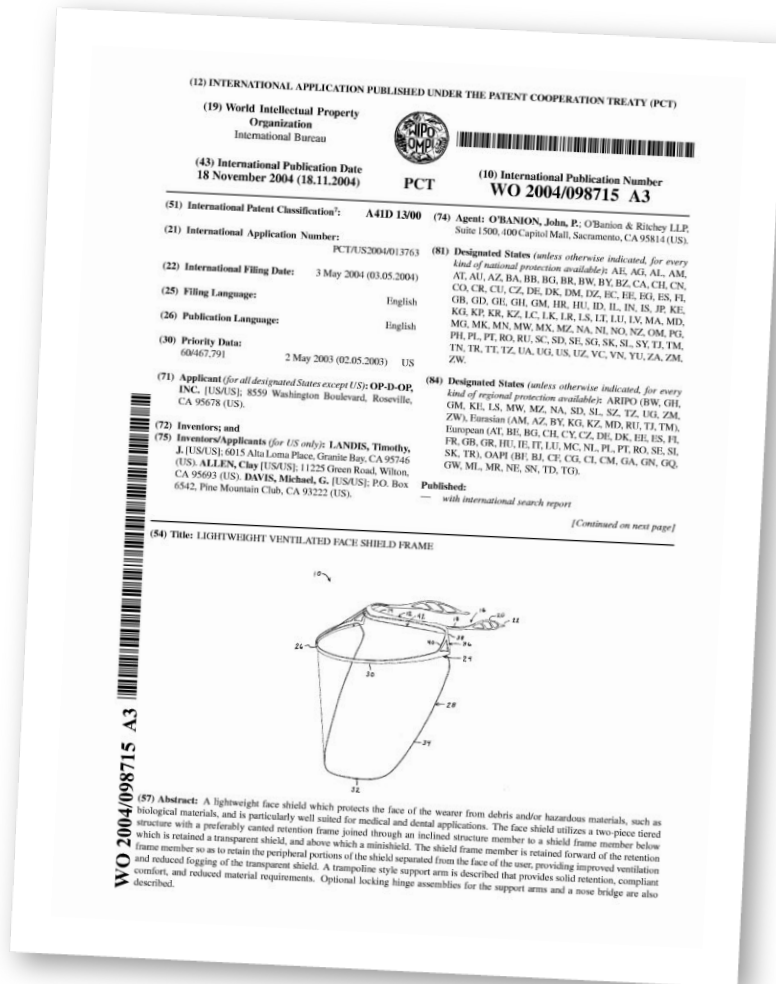 (12) INTERNATIONAL APPLICATION PUBLISHED UNDER THE PATENT COOPERATION TREATY (PCT)
(19) World Intellectual Property
Organization
International Bureau
WIPO
OMPI
(43) International Publication Date
18 November 2004 (18.11.2004)
PCT
(10) International Publication Number
WO 2004/098715 A3
(51) International Patent Classification7: A41D 13/00
(21) International Application Number:
PCT/US2004/013763
(22) International Filing Date: 3 May 2004 (03.05.2004)
(25) Filing Language: English
(26) Publication Language: English
(30) Priority Data:
60/467,791 2 May 2003 (02.05.2003) US
(71) Applicant (for all designated States except US): OP-D-OP,
INC. [US/US]; 8559 Washington Boulevard, Roseville,
CA 95678 (US).
(72) Inventors; and
(75) Inventors/Applicants (for US only): LANDIS, Timothy,
J. [US/US]; 6015 Alta Loma Place, Granite Bay, CA 95746
(US). ALLEN, Clay [US/US]; 11225 Green Road, Wilton,
CA 95693 (US). DAVIS, Michael, G. [US/US]; P.O. Box
6542, Pine Mountain Club, CA 93222 (US).
(74) Agent: O'BANION, John, P.; O'Banion & Ritchey LLP,
Suite 1500, 400 Capitol Mall, Sacramento, CA 95814 (US).
(81) Designated States (unless otherwise indicated, for every
kind of national protection available): AE, AG, AL, AM,
AT, AU, AZ, BA, BB, BG, BR, BW, BY, BZ, CA, CH, CN,
CO, CR, CU, CZ, DE, DK, DM, DZ, EC, EE, EG, ES, FI,
GB, GD, GE, GH, GM, HR, HU, ID, IL, IN, IS, JP, KE,
KG, KP, KR, KZ, LC, LK, LR, LS, LT, LU, LV, MA, MD,
MG, MK, MN, MW, MX, MZ, NA, NI, NO, NZ, OM, PG,
PH, PL, PT, RO, RU, SC, SD, SE, SG, SK, SL, SY, TJ, TM,
TN, TR, TT, TZ, UA, UG, US, UZ, VC, VN, YU, ZA, ZM,
ZW.
(84) Designated States (unless otherwise indicated, for every
kind of regional protection available): ARIPO (BW, GH,
GM, KE, LS, MW, MZ, NA, SD, SL, SZ, TZ, UG, ZM,
ZW), Eurasian (AM, AZ, BY, KG, KZ, MD, RU, TJ, TM),
European (AT, BE, BG, CH, CY, CZ, DE, DK, EE, ES, FI,
FR, GB, GR, HU, IE, IT, LU, MC, NL, PL, PT, RO, SE, SI,
SK, TR), OAPI (BF, BJ, CF, CG, CI, CM, GA, GN, GQ,
GW, ML, MR, NE, SN, TD, TG).
Published:
— with international search report
[Continued on next page]
(54) Title: LIGHTWEIGHT VENTILATED FACE SHIELD FRAME
10
12
42
18
16
20
22
38
40
36
24
26
30
28
34
32
(57) Abstract: A lightweight face shield which protects the face of the wearer from debris and/or hazardous materials, such as
biological materials, and is particularly well suited for medical and dental applications. The face shield utilizes a two-piece tiered
structure with a preferably canted retention frame joined through an inclined structure member to a shield frame member below
which is retained a transparent shield, and above which a minishield. The shield frame member is retained forward of the retention
frame member so as to retain the peripheral portions of the shield separated from the face of the user, providing improved ventilation
and reduced fogging of the transparent shield. A trampoline style support arm is described that provides solid retention, compliant
comfort, and reduced material requirements. Optional locking hinge assemblies for the support arms and a nose bridge are also
described.
WO 2004/098715 A3